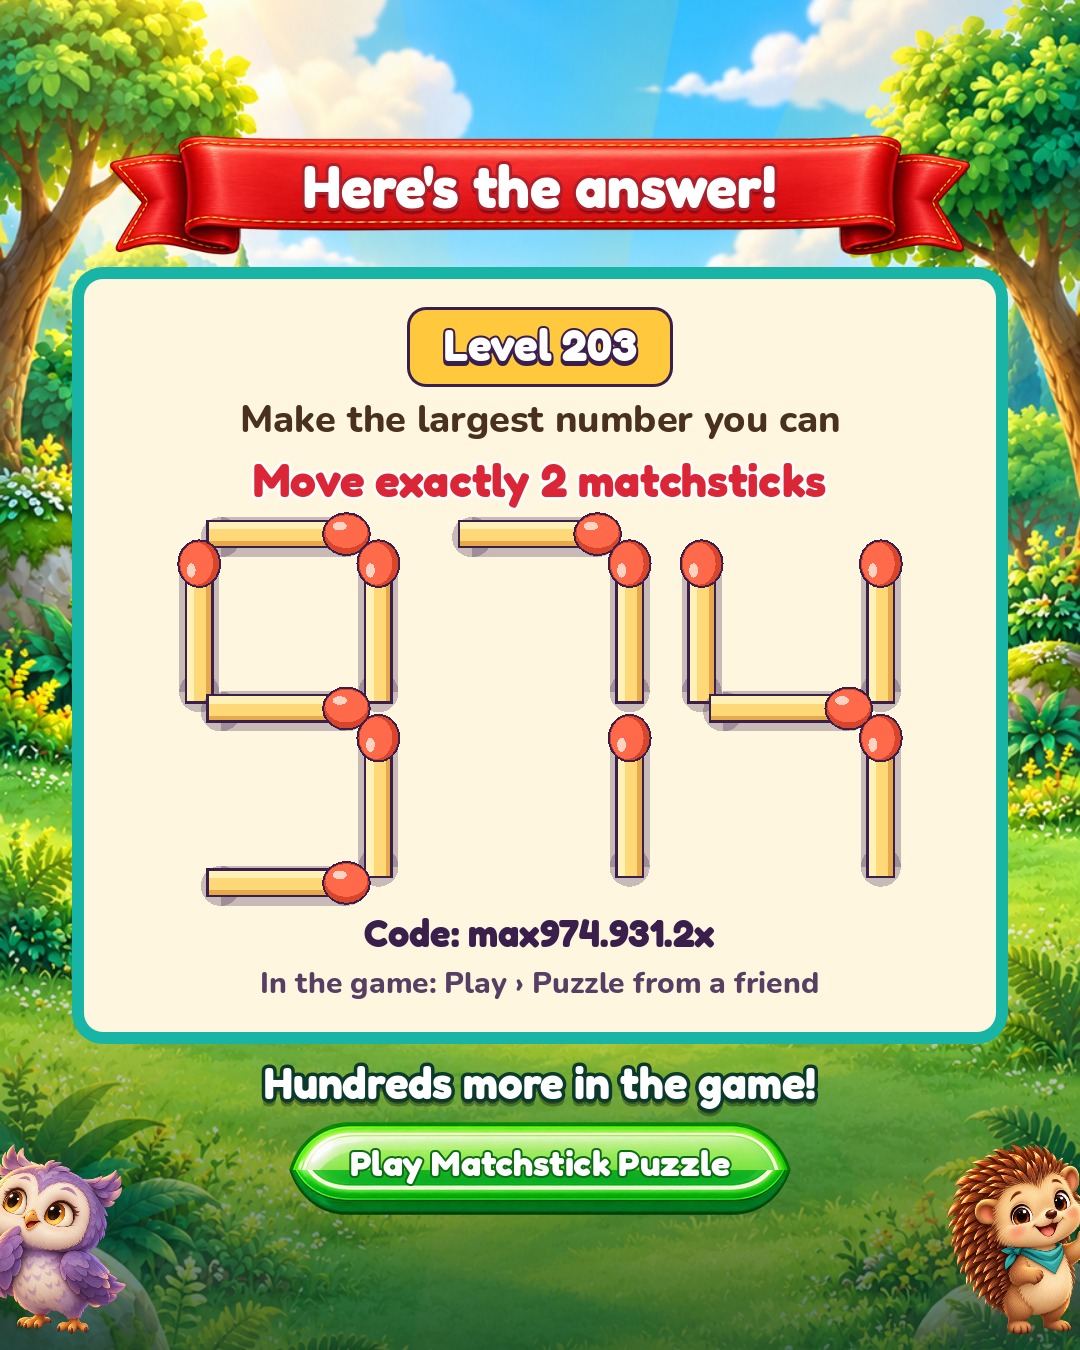 Here's the answer!
Level 203
Make the largest number you can
Move exactly 2 matchsticks
974
Code: max974.931.2x
In the game: Play › Puzzle from a friend
Hundreds more in the game!
Play Matchstick Puzzle